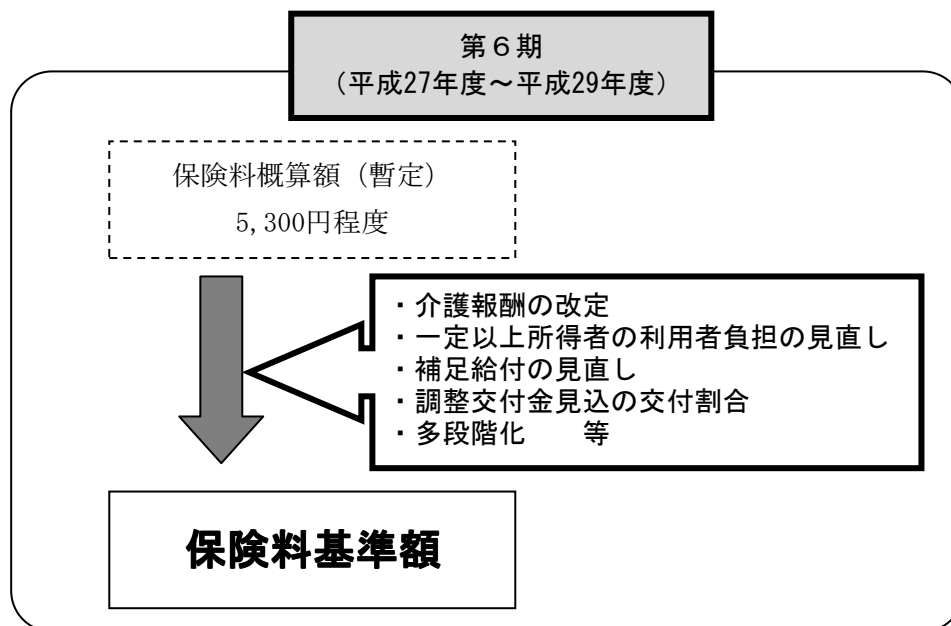 第６期
（平成27年度～平成29年度）
保険料概算額（暫定）
5,300円程度
・介護報酬の改定
・一定以上所得者の利用者負担の見直し
・補足給付の見直し
・調整交付金見込の交付割合
・多段階化　　等
保険料基準額